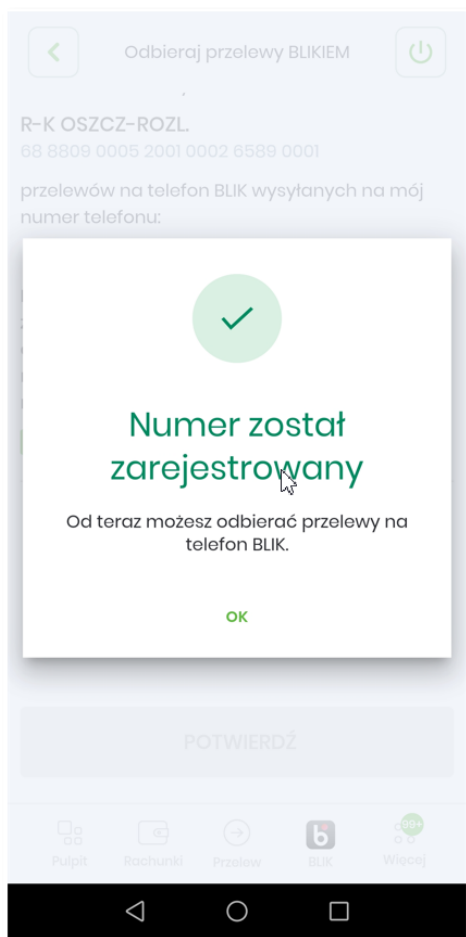 Odbieraj przelewy BLIKIEM
R-K OSZCZ-ROZL.
68 8809 0005 2001 0002 6589 0001
przelewów na telefon BLIK wysyłanych na mój
numer telefonu:
Numer został
zarejestrowany
Od teraz możesz odbierać przelewy na
telefon BLIK.
OK
POTWIERDŹ
99+
Pulpit Rachunki Przelew BLIK Więcej